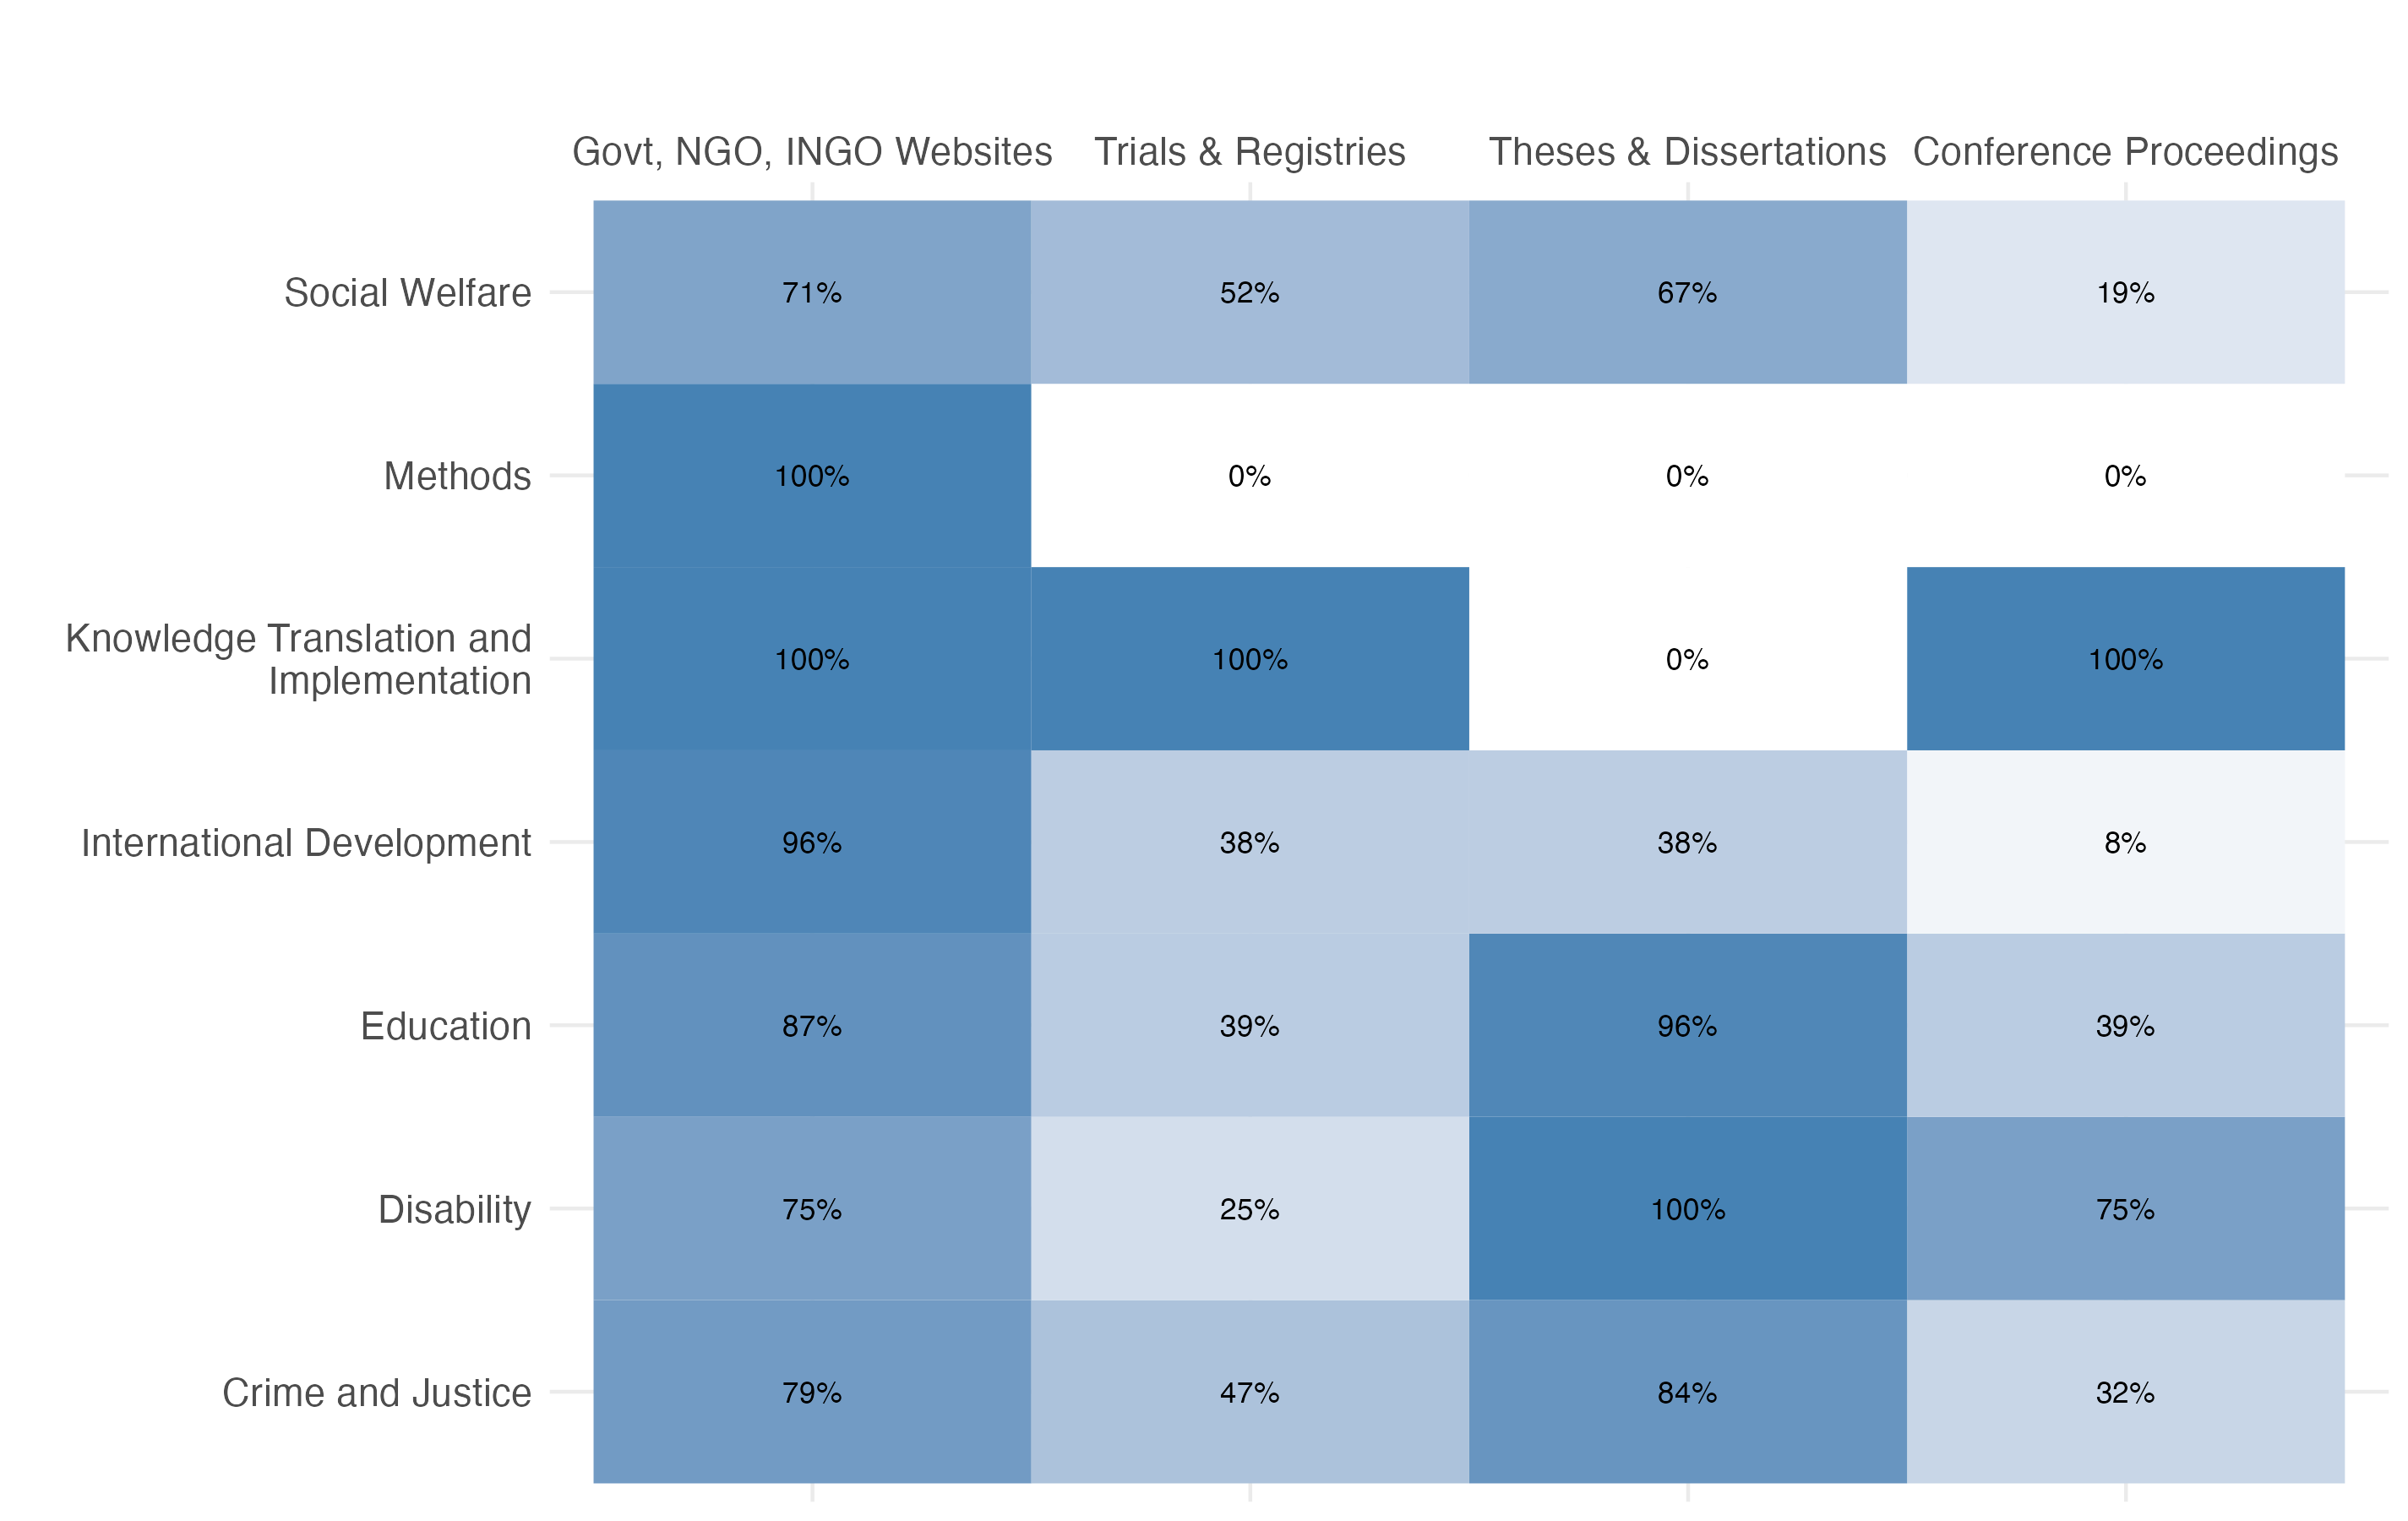 Govt, NGO, INGO Websites Trials & Registries Theses & Dissertations Conference Proceedings
Social Welfare 71% 52% 67% 19%
Methods 100% 0% 0% 0%
Knowledge Translation and
Implementation 100% 100% 0% 100%
International Development 96% 38% 38% 8%
Education 87% 39% 96% 39%
Disability 75% 25% 100% 75%
Crime and Justice 79% 47% 84% 32%